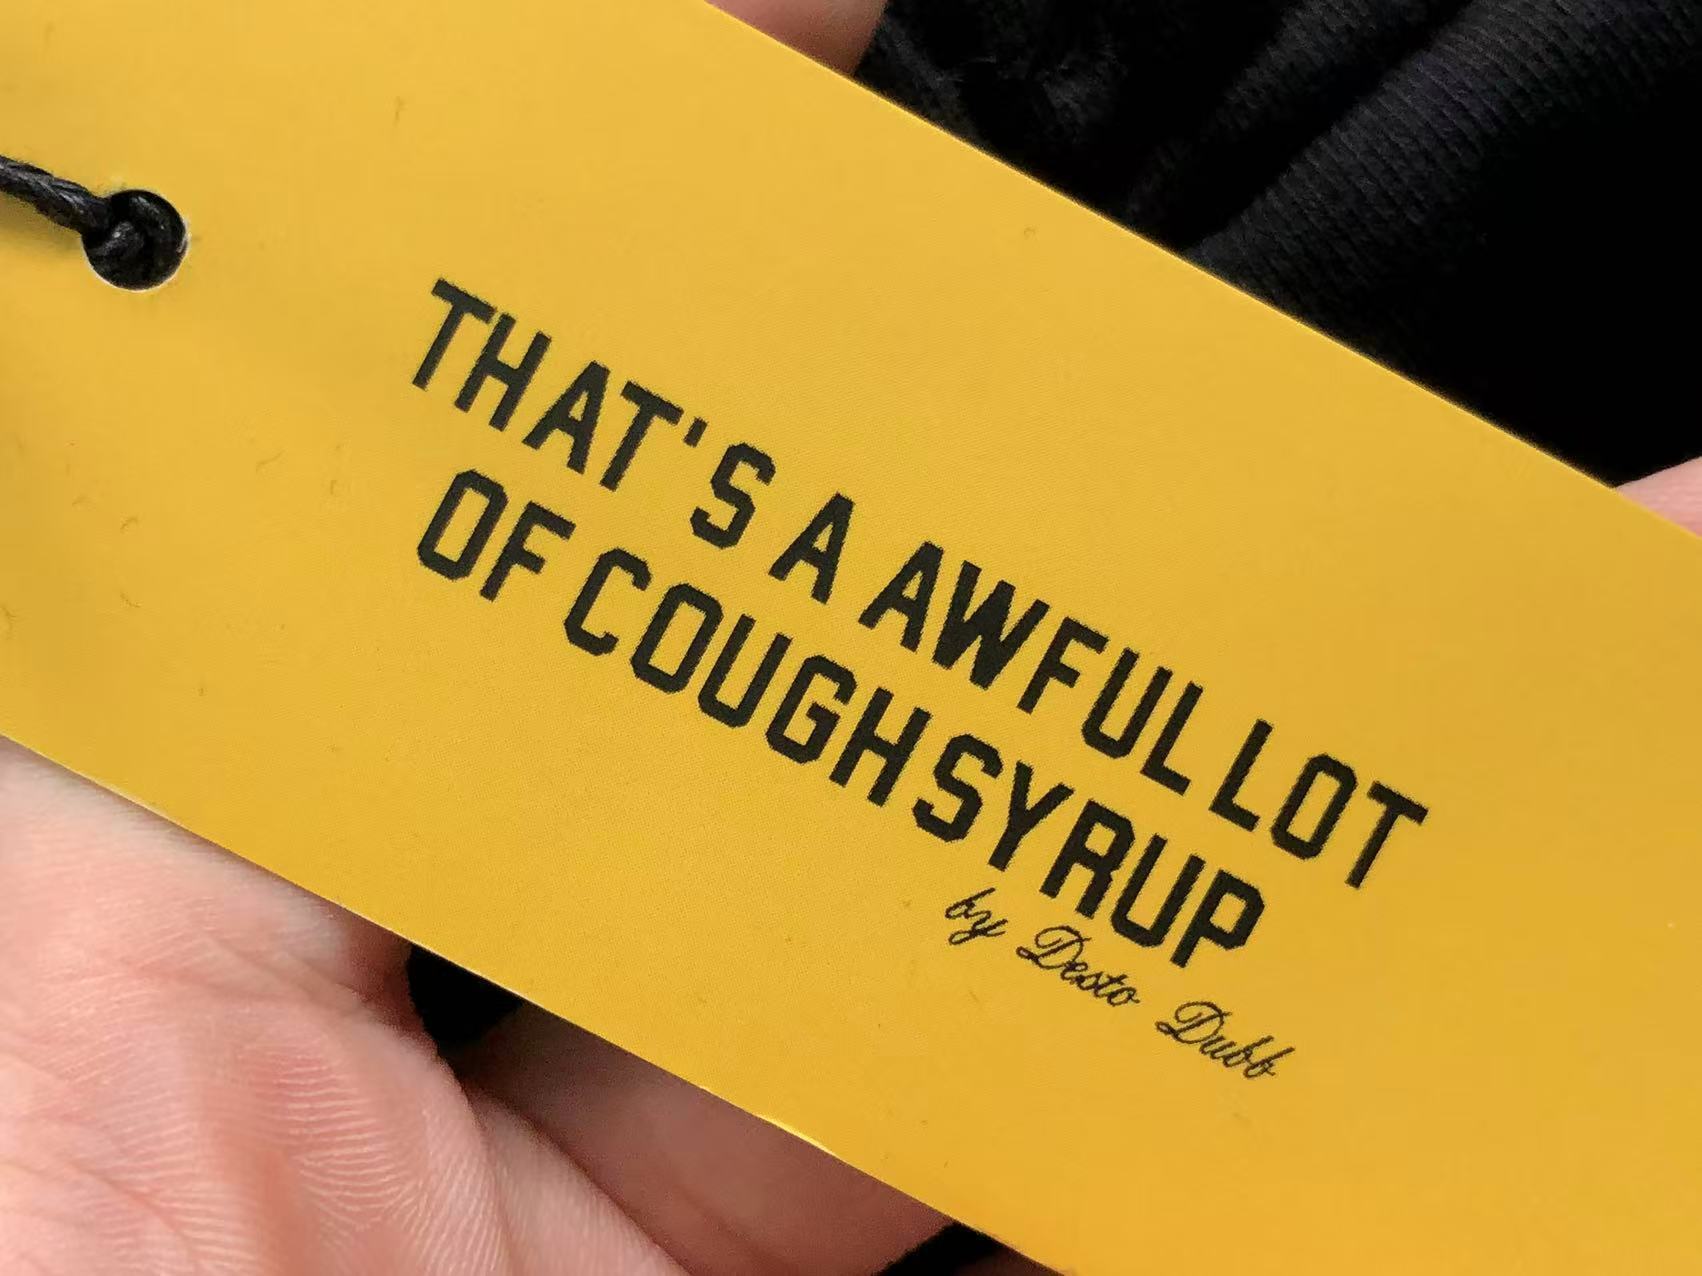 THAT'S A AWFUL LOT
OF COUGH SYRUP
by Desto Dubb